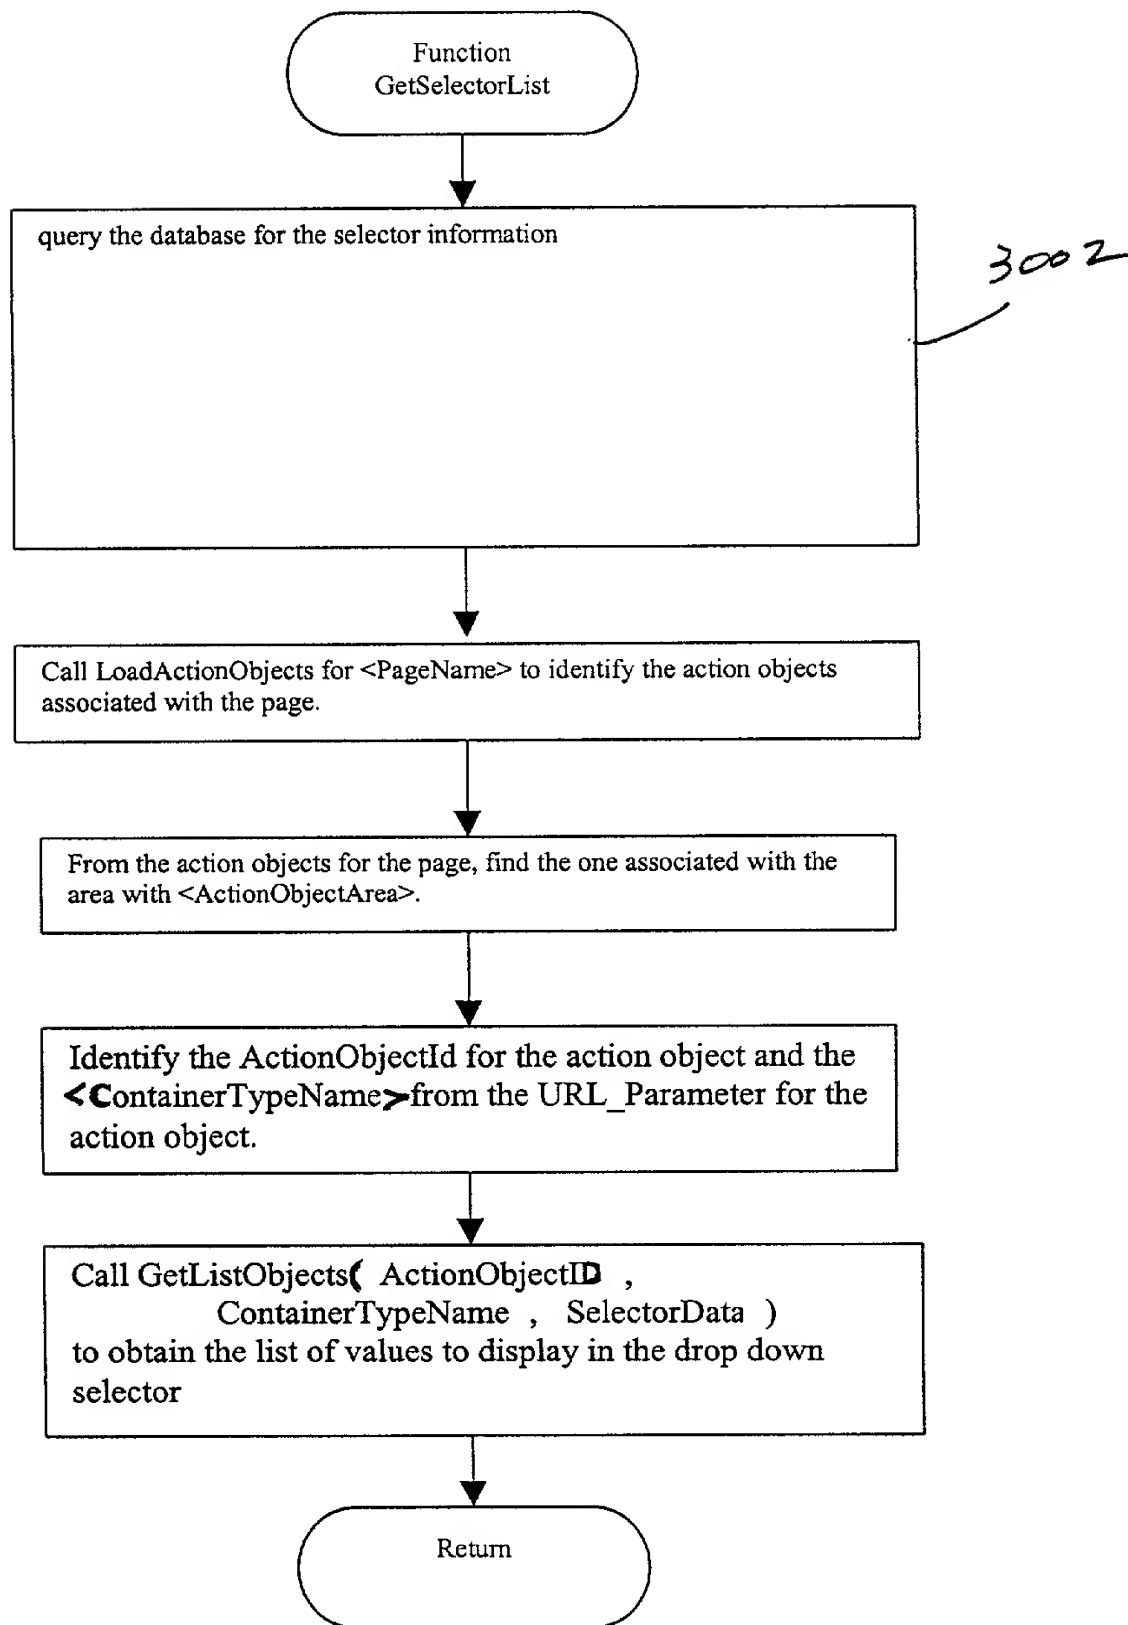 Function
GetSelectorList
query the database for the selector information
3002
Call LoadActionObjects for <PageName> to identify the action objects
associated with the page.
From the action objects for the page, find the one associated with the
area with <ActionObjectArea>.
Identify the ActionObjectId for the action object and the
<ContainerTypeName>from the URL_Parameter for the
action object.
Call GetListObjects( ActionObjectID ,
ContainerTypeName , SelectorData )
to obtain the list of values to display in the drop down
selector
Return